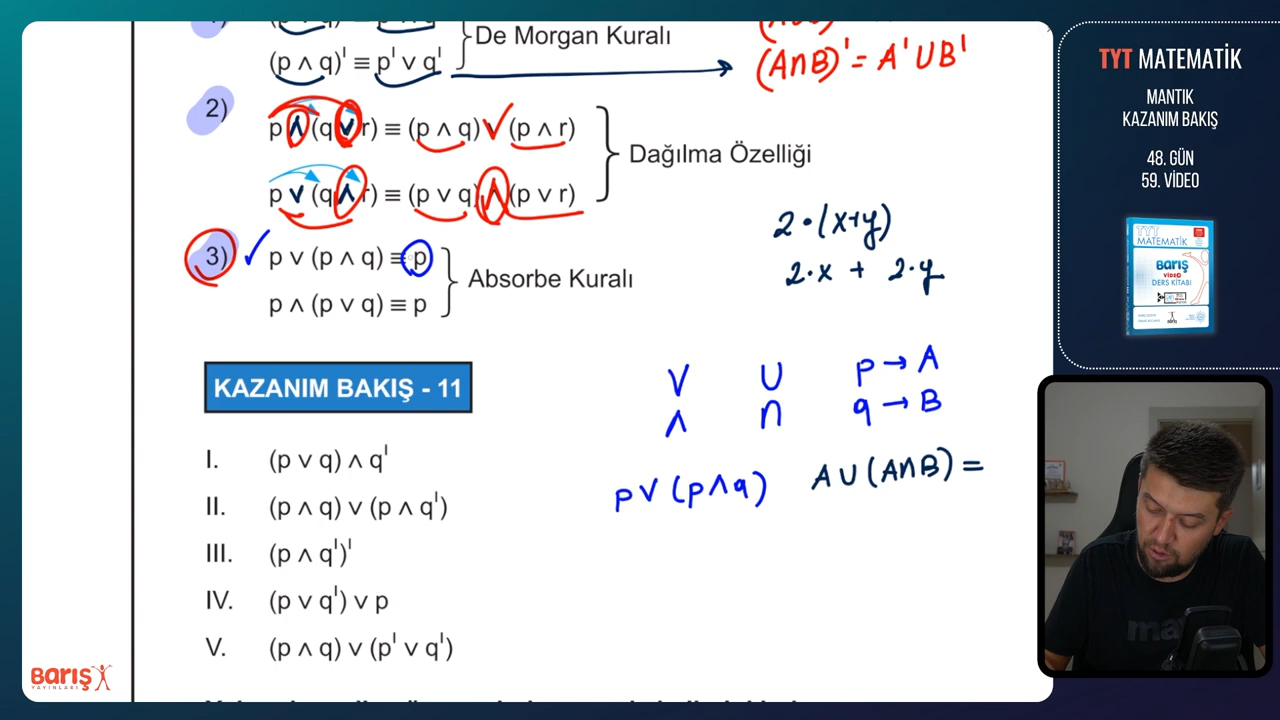 (p ∧ q)' ≡ p' ∨ q'
De Morgan Kuralı
(A∩B)' = A' ∪ B'
2)
p ∧ (q ∨ r) ≡ (p ∧ q) ∨ (p ∧ r)
p ∨ (q ∧ r) ≡ (p ∨ q) ∧ (p ∨ r)
Dağılma Özelliği
3)
p ∨ (p ∧ q) ≡ p
p ∧ (p ∨ q) ≡ p
Absorbe Kuralı
2·(x+y)
2·x + 2·y
∨ ∪ p → A
∧ ∩ q → B
p ∨ (p ∧ q) A ∪ (A∩B) =
KAZANIM BAKIŞ - 11
I. (p ∨ q) ∧ q'
II. (p ∧ q) ∨ (p ∧ q')
III. (p ∧ q')'
IV. (p ∨ q') ∨ p
V. (p ∧ q) ∨ (p' ∨ q')
BARIŞ
YAYINLARI
TYT MATEMATİK
MANTIK
KAZANIM BAKIŞ
48. GÜN
59. VİDEO
TYT
MATEMATİK
BARIŞ
VİDEO
DERS KİTABI